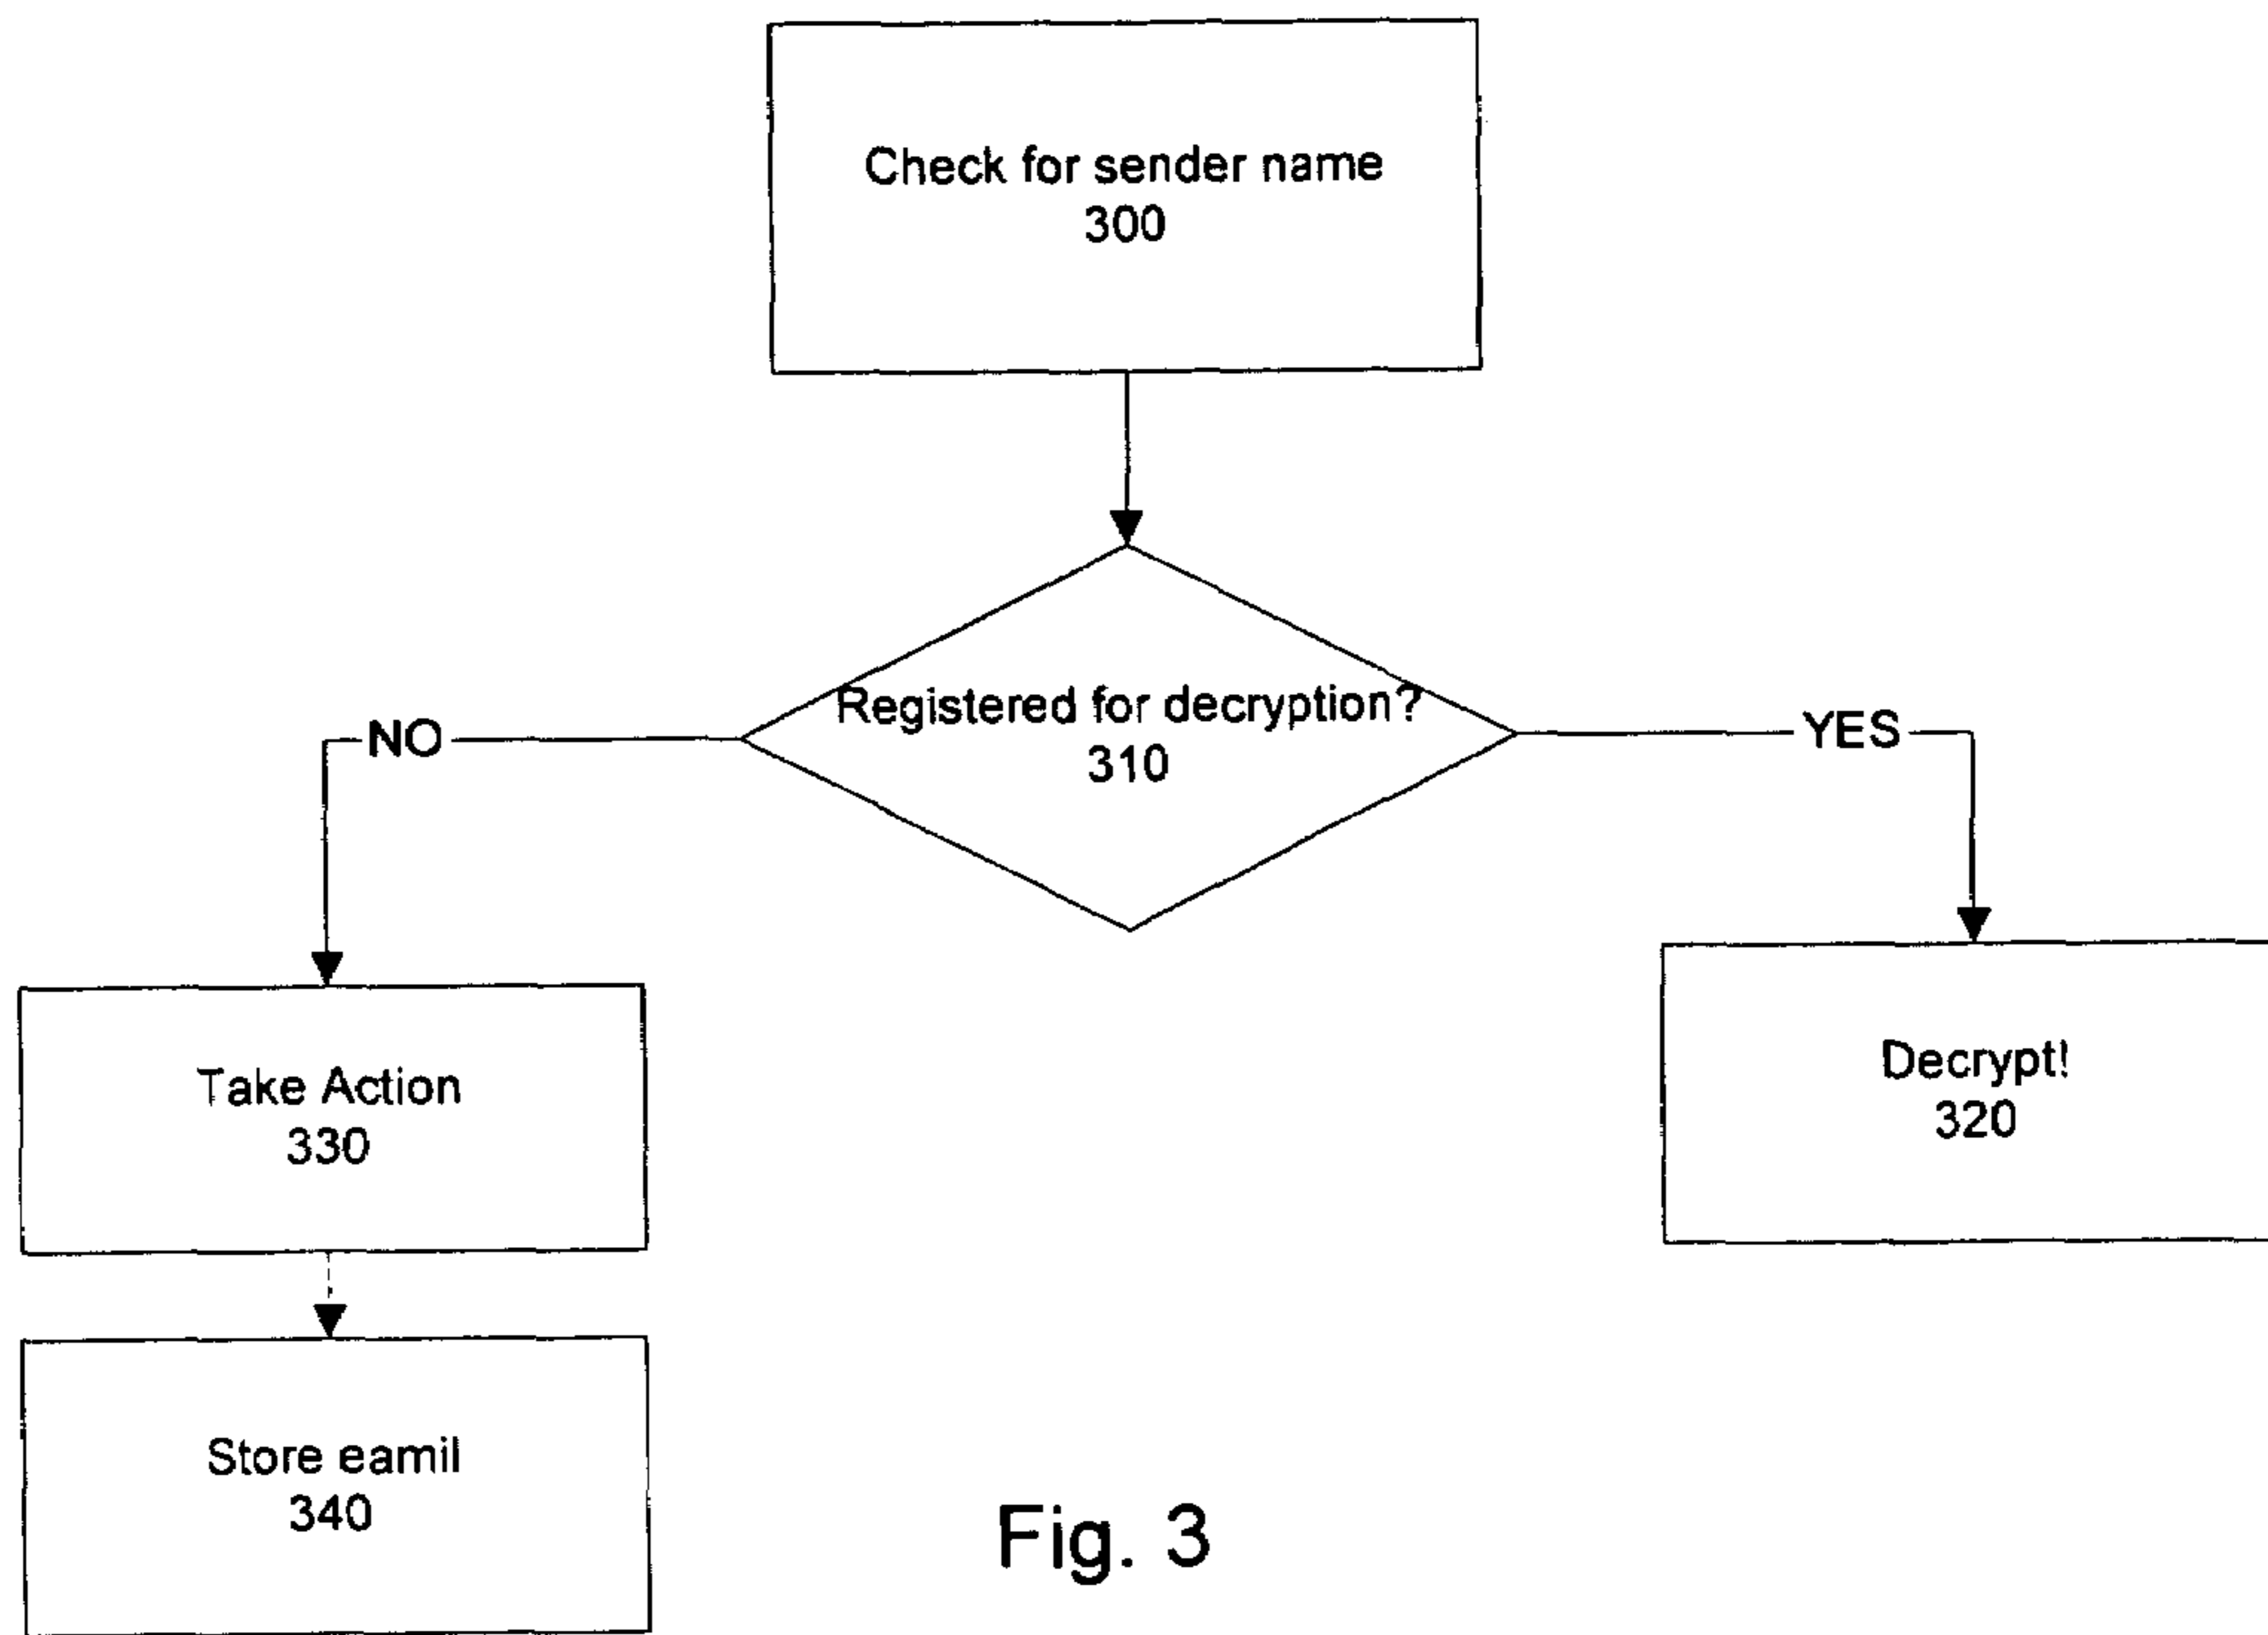 Check for sender name
300
Registered for decryption?
310
NO
YES
Take Action
330
Decrypt!
320
Store eamil
340
Fig. 3